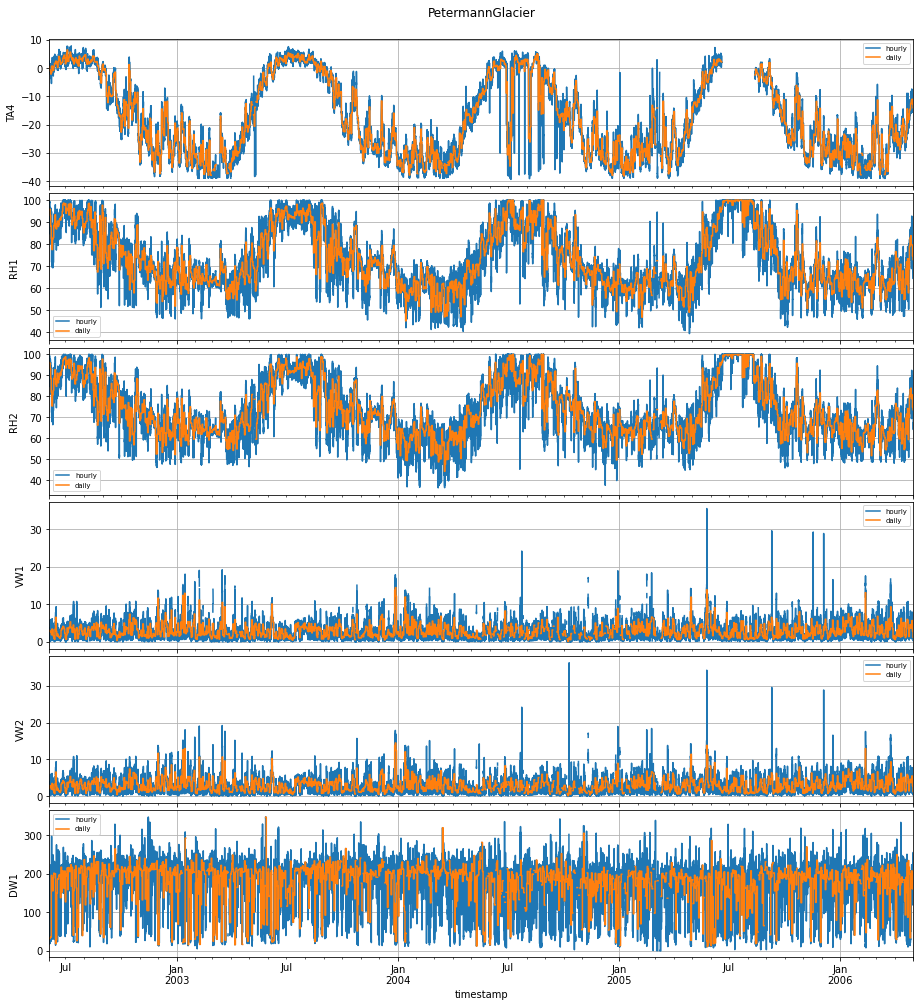 PetermannGlacier
TA4
10
0
−10
−20
−30
−40
hourly
daily
RH1
100
90
80
70
60
50
40
hourly
daily
RH2
100
90
80
70
60
50
40
hourly
daily
VW1
30
20
10
0
hourly
daily
VW2
30
20
10
0
hourly
daily
DW1
300
200
100
0
hourly
daily
Jul Jan Jul Jan Jul Jan Jul Jan
2003 2004 2005 2006
timestamp